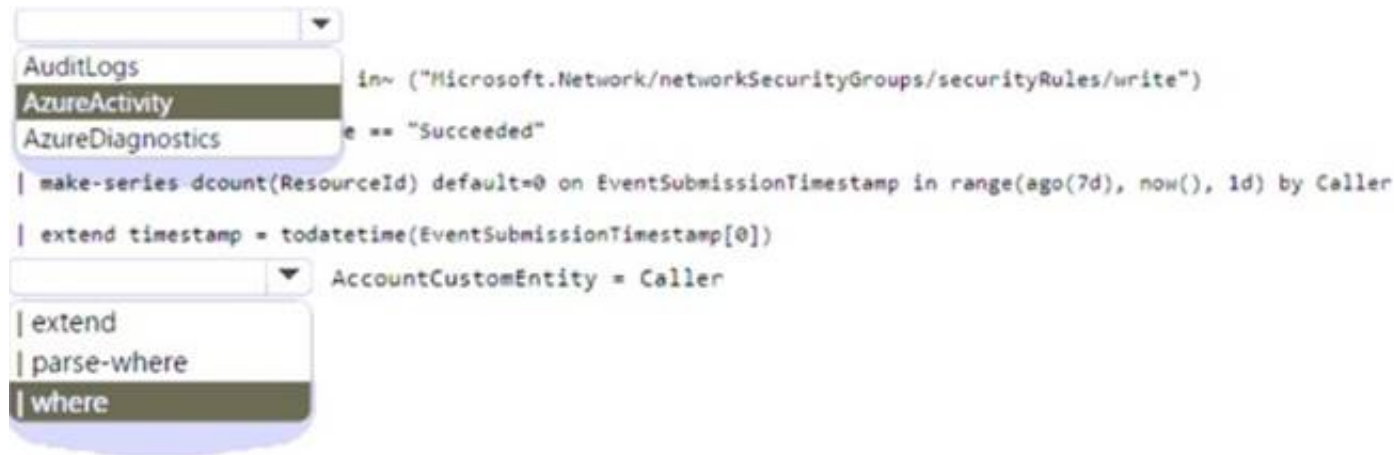 AuditLogs
AzureActivity
in~ ("Microsoft.Network/networkSecurityGroups/securityRules/write")
AzureDiagnostics
e == "Succeeded"
| make-series dcount(ResourceId) default=0 on EventSubmissionTimestamp in range(ago(7d), now(), 1d) by Caller
| extend timestamp = todatetime(EventSubmissionTimestamp[0])
AccountCustomEntity = Caller
| extend
| parse-where
| where